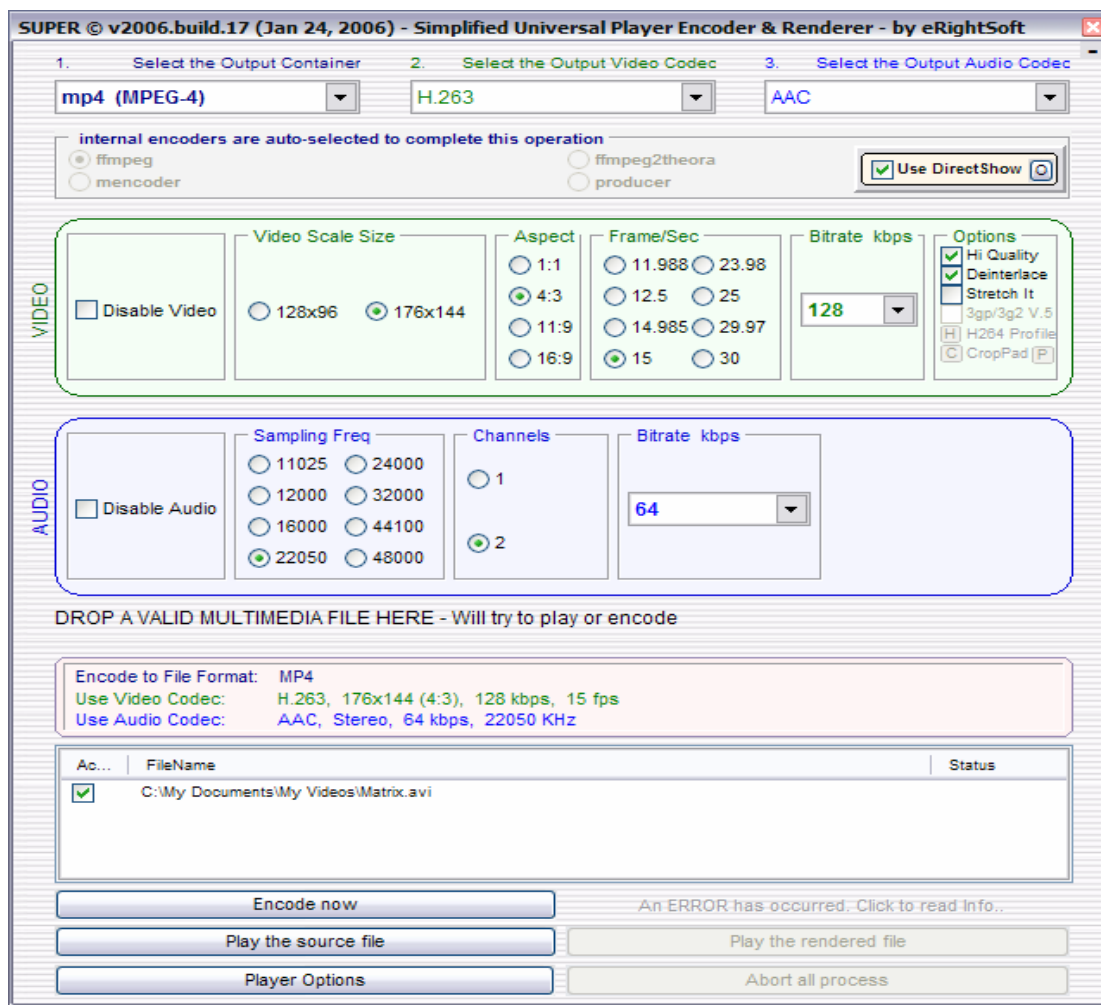 SUPER © v2006.build.17 (Jan 24, 2006) - Simplified Universal Player Encoder & Renderer - by eRightSoft
1. Select the Output Container 2. Select the Output Video Codec 3. Select the Output Audio Codec
mp4 (MPEG-4) H.263 AAC
internal encoders are auto-selected to complete this operation
ffmpeg ffmpeg2theora
mencoder producer
Use DirectShow
VIDEO
Disable Video
Video Scale Size
128x96 176x144
Aspect
1:1
4:3
11:9
16:9
Frame/Sec
11.988 23.98
12.5 25
14.985 29.97
15 30
Bitrate kbps
128
Options
Hi Quality
Deinterlace
Stretch It
3gp/3g2 V.5
H H264 Profile
C CropPad P
AUDIO
Disable Audio
Sampling Freq
11025 24000
12000 32000
16000 44100
22050 48000
Channels
1
2
Bitrate kbps
64
DROP A VALID MULTIMEDIA FILE HERE - Will try to play or encode
Encode to File Format: MP4
Use Video Codec: H.263, 176x144 (4:3), 128 kbps, 15 fps
Use Audio Codec: AAC, Stereo, 64 kbps, 22050 KHz
Ac... FileName Status
C:\My Documents\My Videos\Matrix.avi
Encode now An ERROR has occurred. Click to read Info..
Play the source file Play the rendered file
Player Options Abort all process